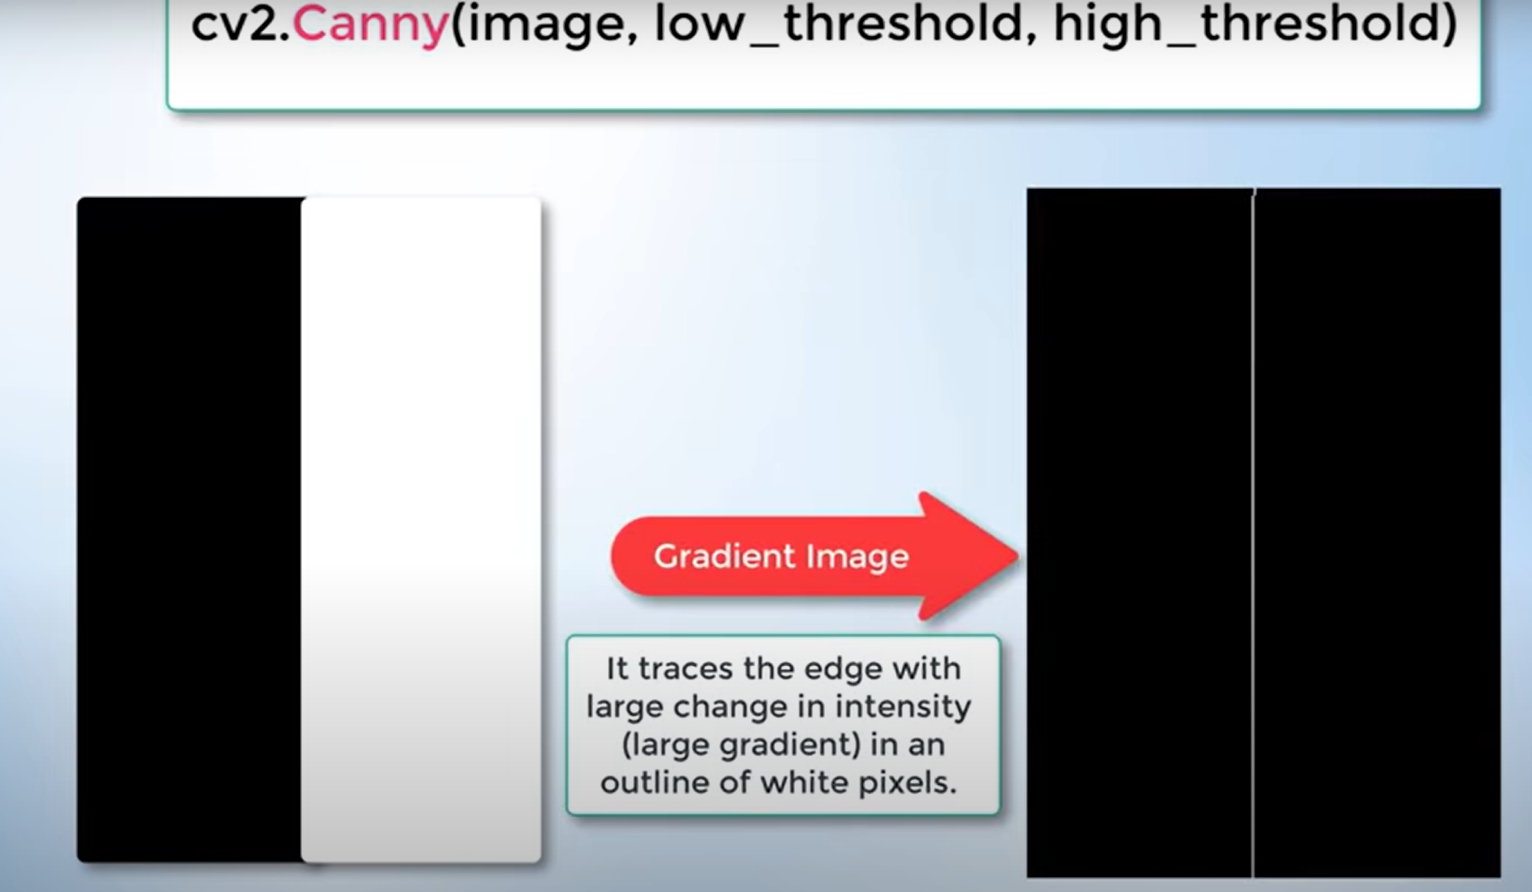 cv2.Canny(image, low_threshold, high_threshold)
Gradient Image
It traces the edge with
large change in intensity
(large gradient) in an
outline of white pixels.